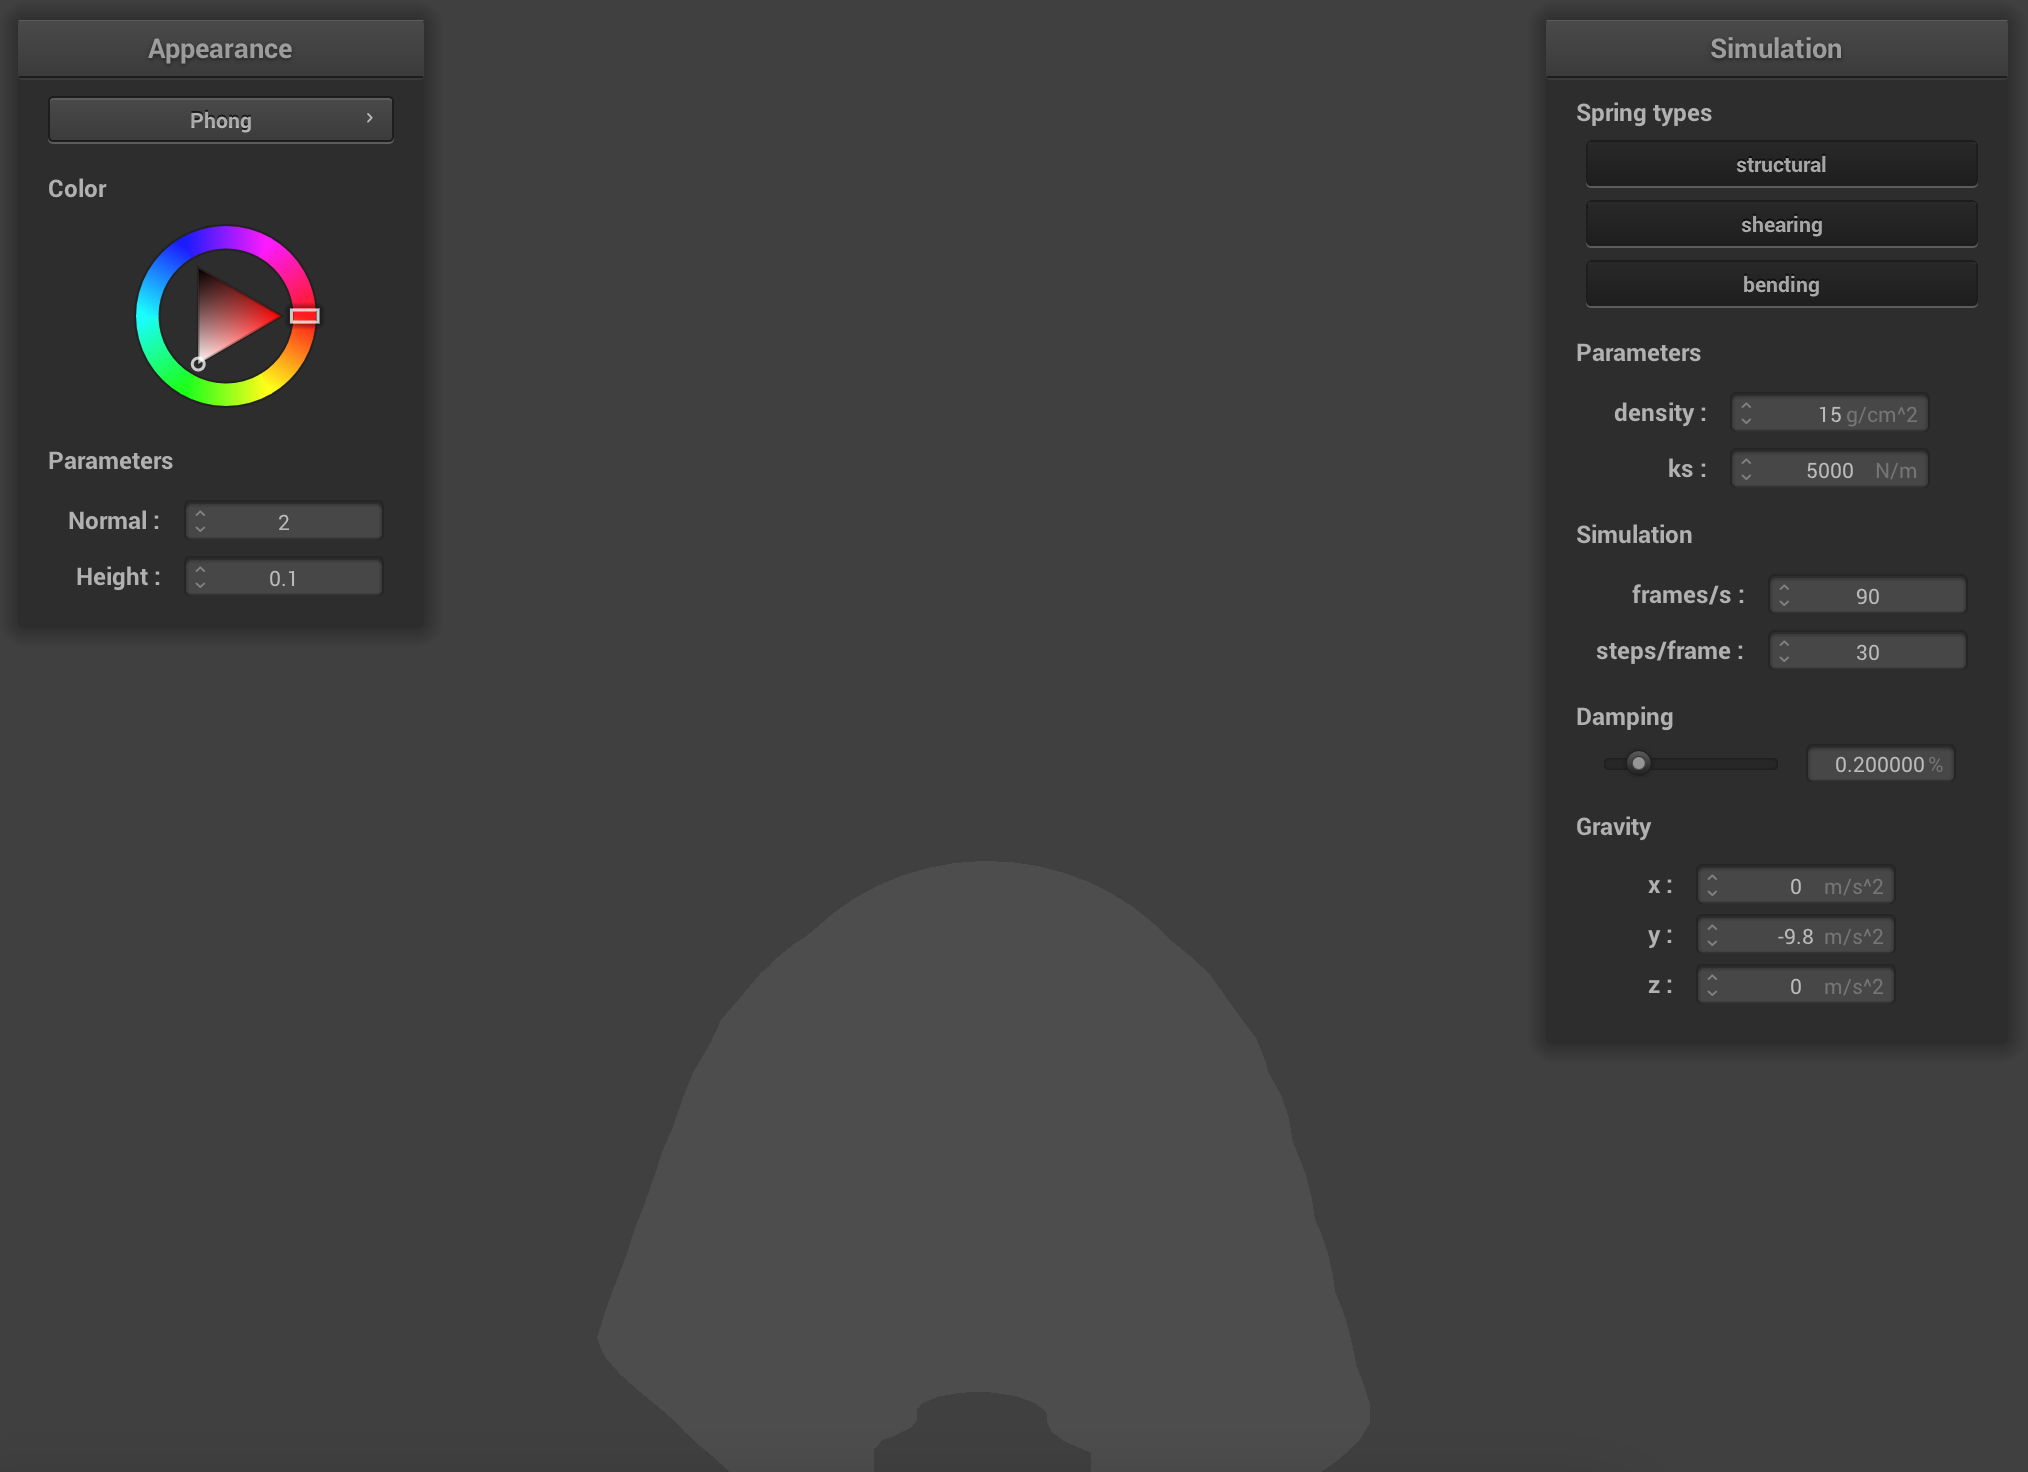 Appearance
Phong
Color
Parameters
Normal : 2
Height : 0.1
Simulation
Spring types
structural
shearing
bending
Parameters
density : 15 g/cm^2
ks : 5000 N/m
Simulation
frames/s : 90
steps/frame : 30
Damping
0.200000 %
Gravity
x : 0 m/s^2
y : -9.8 m/s^2
z : 0 m/s^2